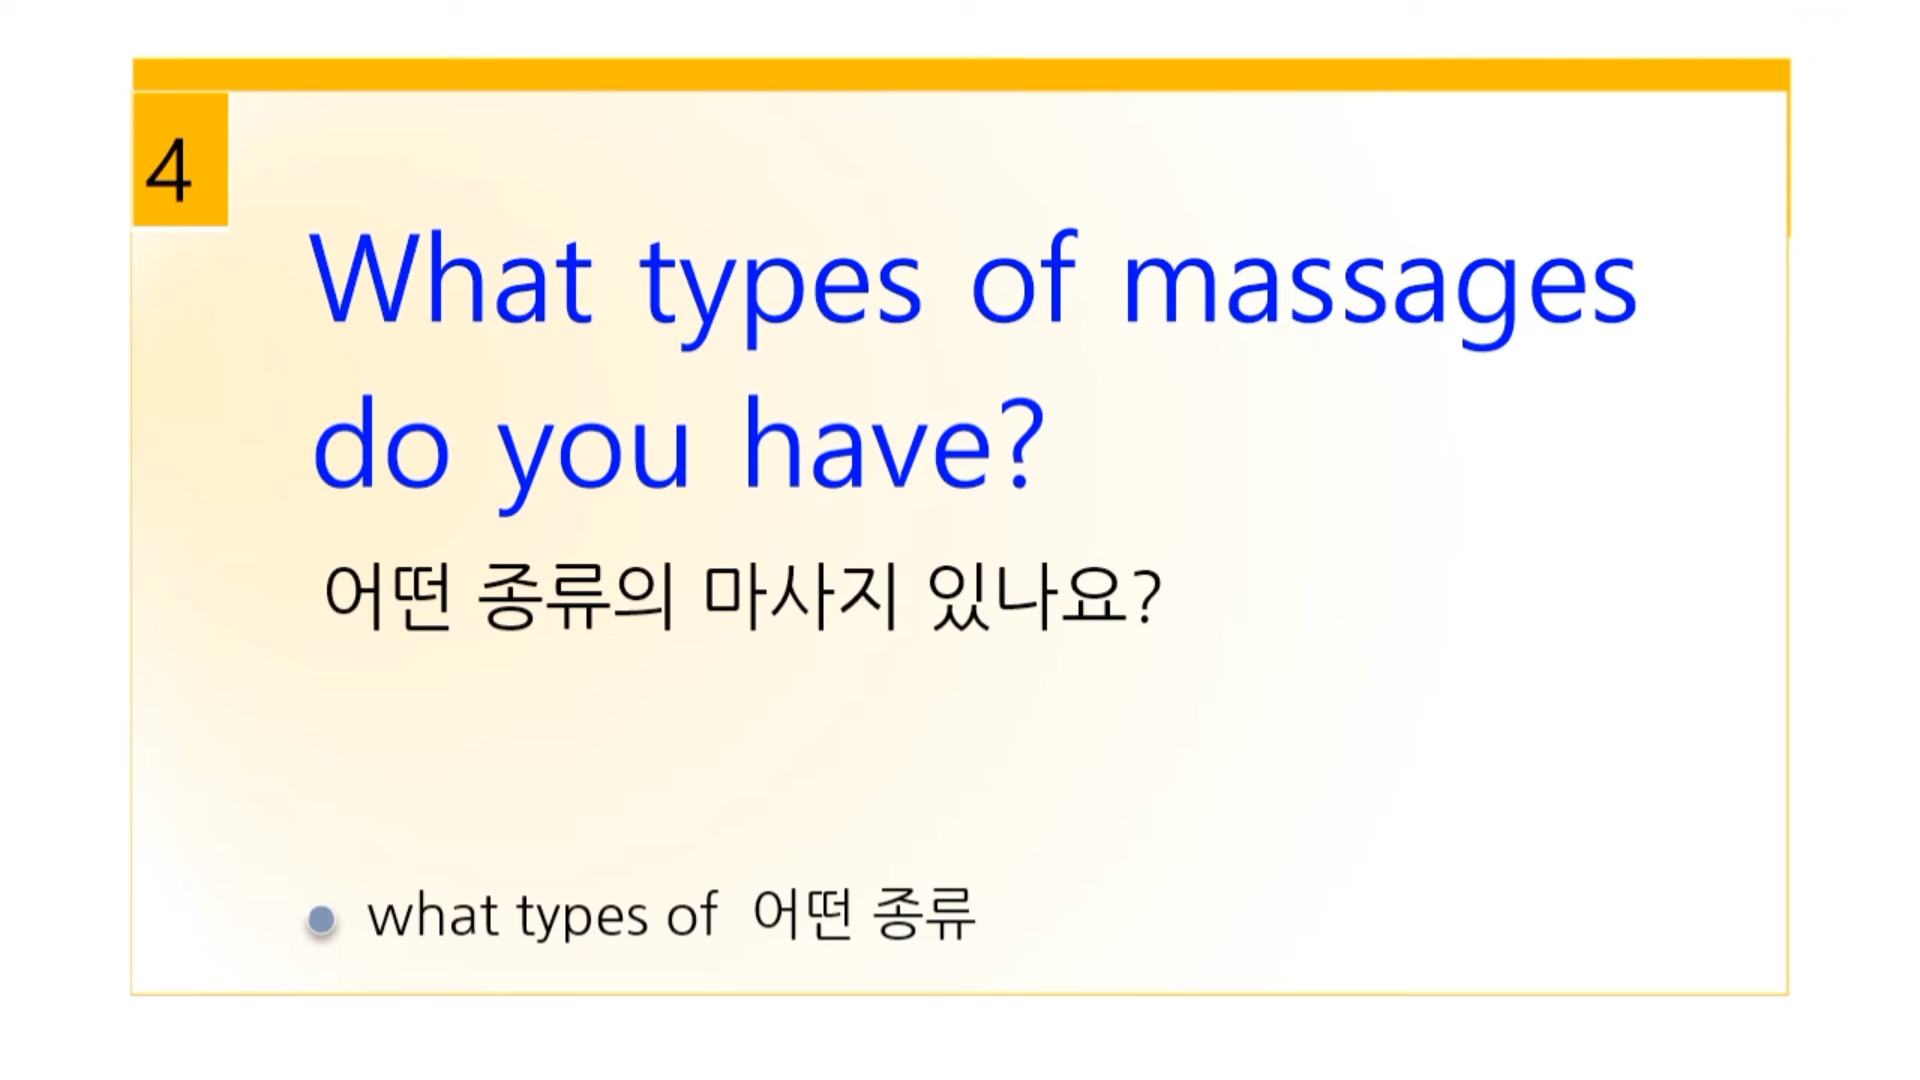 4
What types of massages
do you have?
어떤 종류의 마사지 있나요?
what types of 어떤 종류